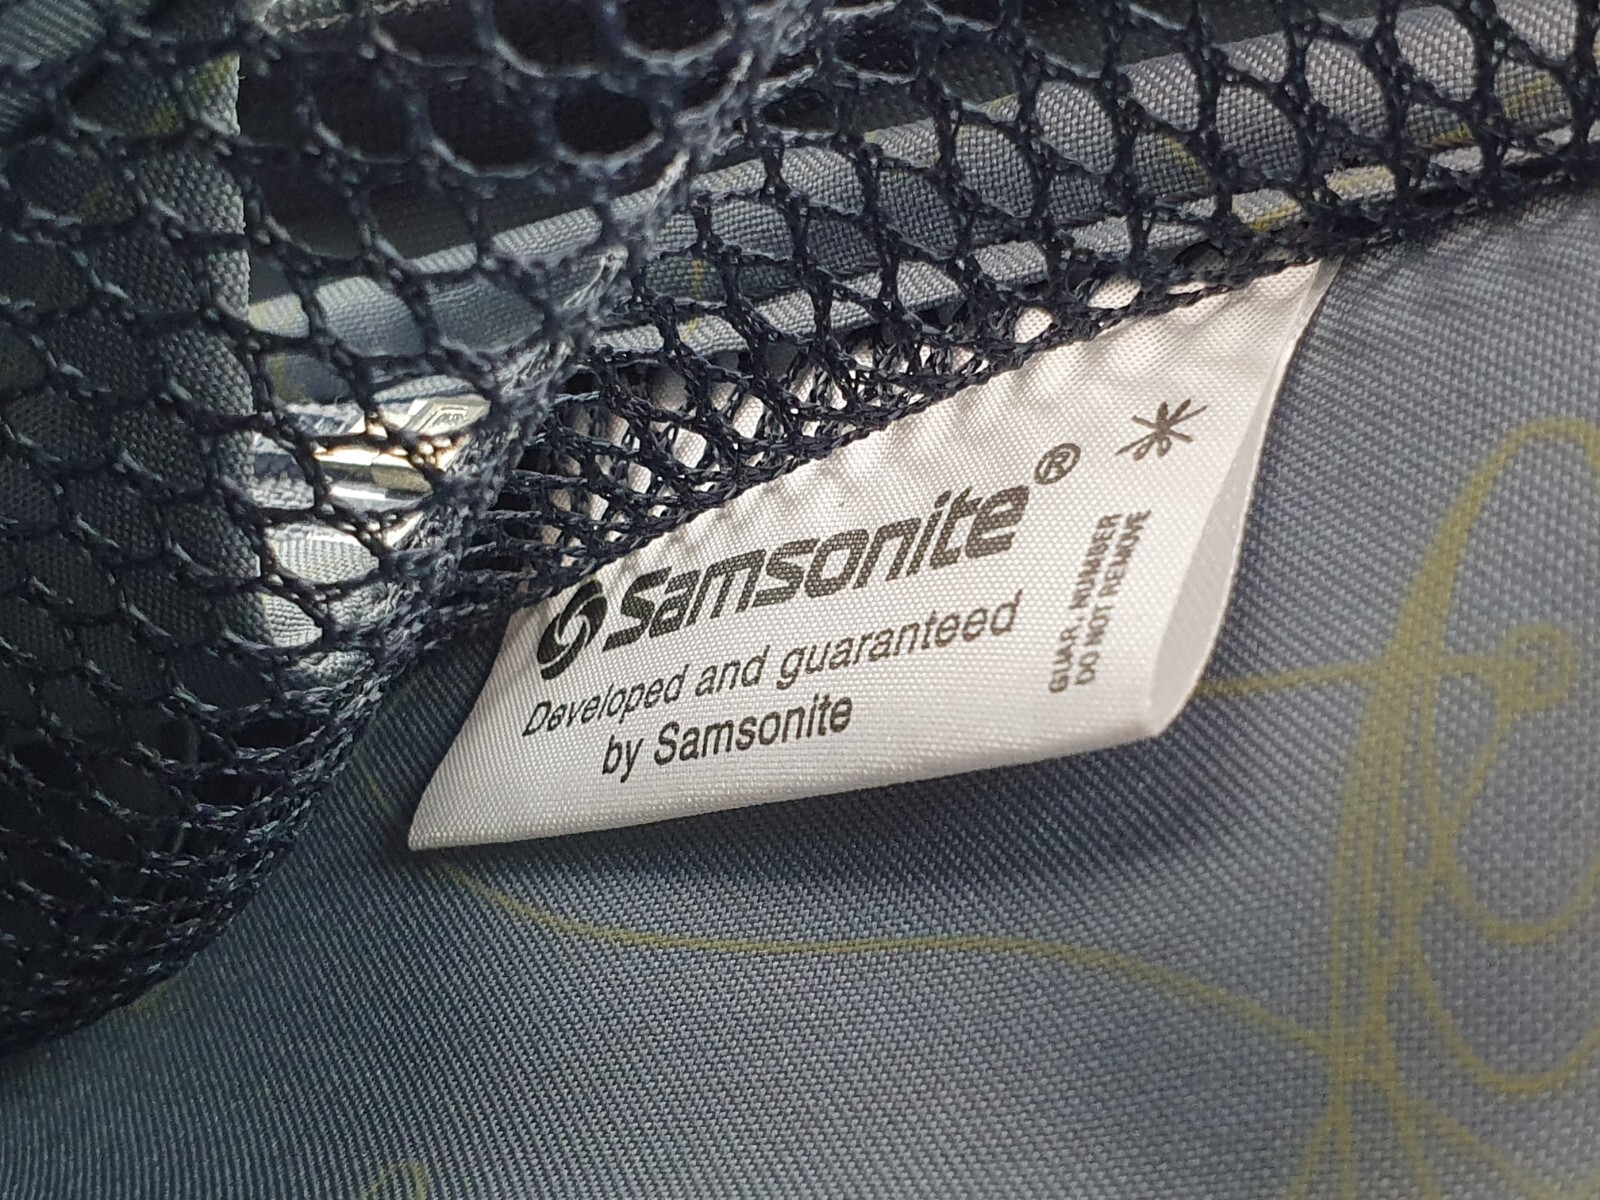 Samsonite®
Developed and guaranteed
by Samsonite
GUAR. NUMBER
DO NOT REMOVE